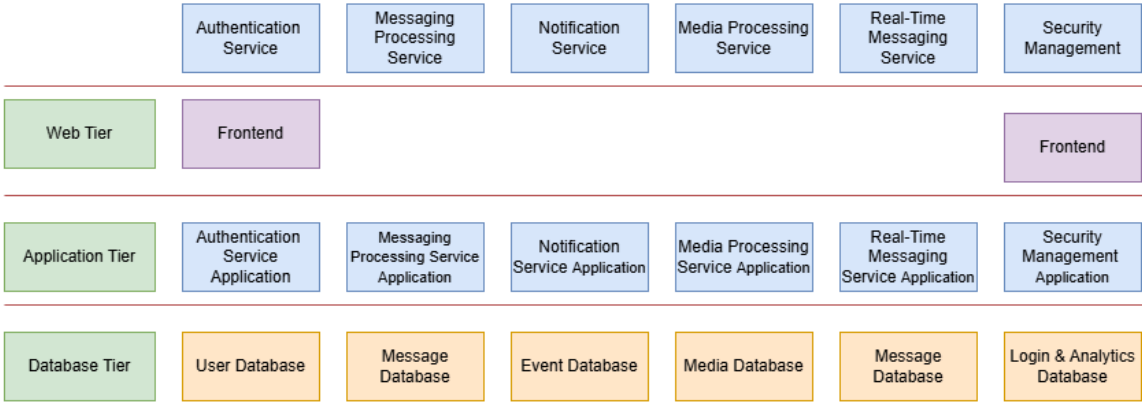 Authentication
Service
Messaging
Processing
Service
Notification
Service
Media Processing
Service
Real-Time
Messaging
Service
Security
Management
Web Tier
Frontend
Frontend
Application Tier
Authentication
Service
Application
Messaging
Processing Service
Application
Notification
Service Application
Media Processing
Service Application
Real-Time
Messaging
Service Application
Security
Management
Application
Database Tier
User Database
Message
Database
Event Database
Media Database
Message
Database
Login & Analytics
Database